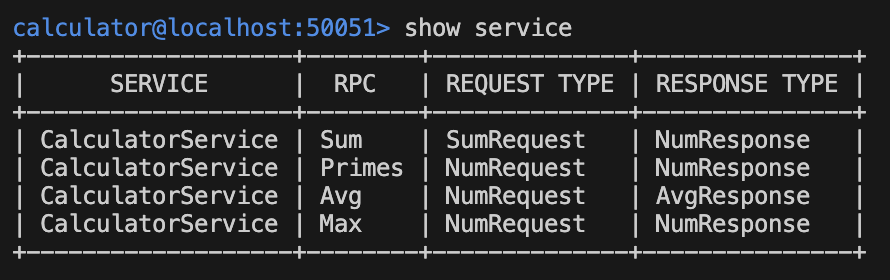 calculator@localhost:50051> show service
+--------------------+--------+--------------+---------------+
|      SERVICE       |  RPC   | REQUEST TYPE | RESPONSE TYPE |
+--------------------+--------+--------------+---------------+
| CalculatorService | Sum    | SumRequest   | NumResponse   |
| CalculatorService | Primes | NumRequest   | NumResponse   |
| CalculatorService | Avg    | NumRequest   | AvgResponse   |
| CalculatorService | Max    | NumRequest   | NumResponse   |
+--------------------+--------+--------------+---------------+